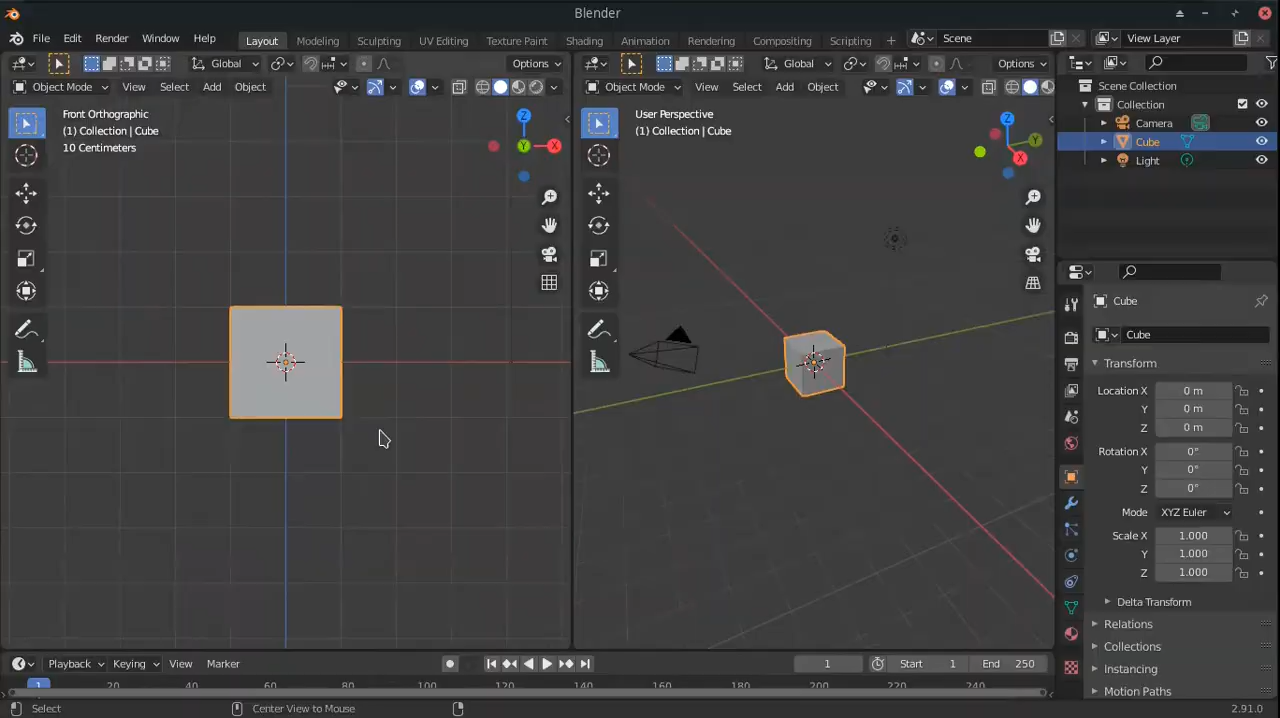 Blender
File Edit Render Window Help Layout Modeling Sculpting UV Editing Texture Paint Shading Animation Rendering Compositing Scripting + Scene View Layer
Global Options
Object Mode View Select Add Object
Front Orthographic
(1) Collection | Cube
10 Centimeters
Z
Y
X
Global Options
Object Mode View Select Add Object
User Perspective
(1) Collection | Cube
Z
Y
X
Scene Collection
Collection
Camera
Cube
Light
Cube
Cube
Transform
Location X 0 m
Y 0 m
Z 0 m
Rotation X 0°
Y 0°
Z 0°
Mode XYZ Euler
Scale X 1.000
Y 1.000
Z 1.000
Delta Transform
Relations
Collections
Instancing
Motion Paths
Playback Keying View Marker 1 Start 1 End 250
1 20 40 60 80 100 120 140 160 180 200 220 240
Select Center View to Mouse 2.91.0